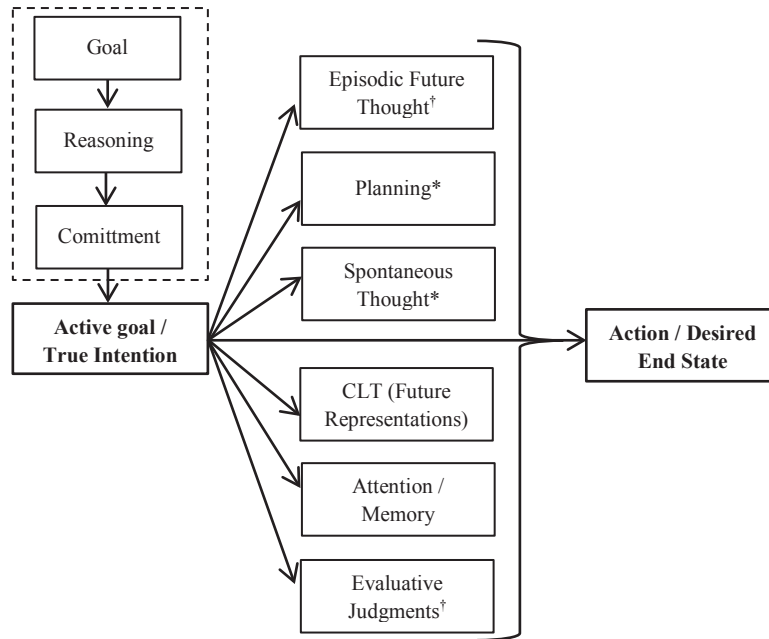 Goal
Reasoning
Comittment
Active goal /
True Intention
Episodic Future
Thought†
Planning*
Spontaneous
Thought*
CLT (Future
Representations)
Attention /
Memory
Evaluative
Judgments†
Action / Desired
End State